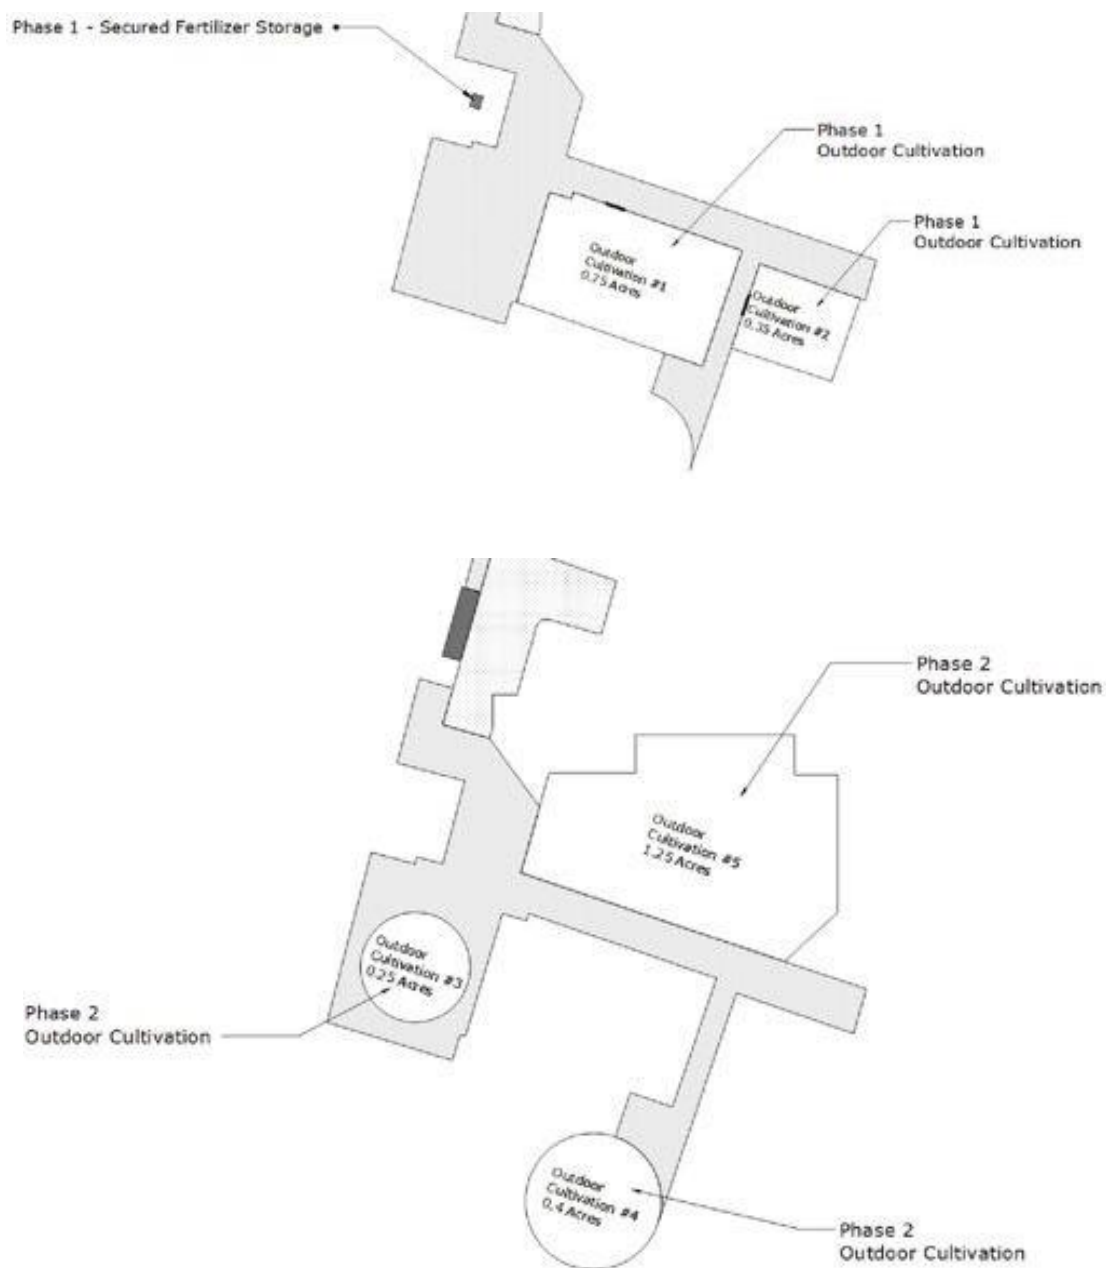 Phase 1 - Secured Fertilizer Storage
Phase 1
Outdoor Cultivation
Phase 1
Outdoor Cultivation
Outdoor
Cultivation #1
0.75 Acres
Outdoor
Cultivation #2
0.35 Acres
Phase 2
Outdoor Cultivation
Outdoor
Cultivation #5
1.25 Acres
Outdoor
Cultivation #3
0.25 Acres
Phase 2
Outdoor Cultivation
Outdoor
Cultivation #4
0.4 Acres
Phase 2
Outdoor Cultivation